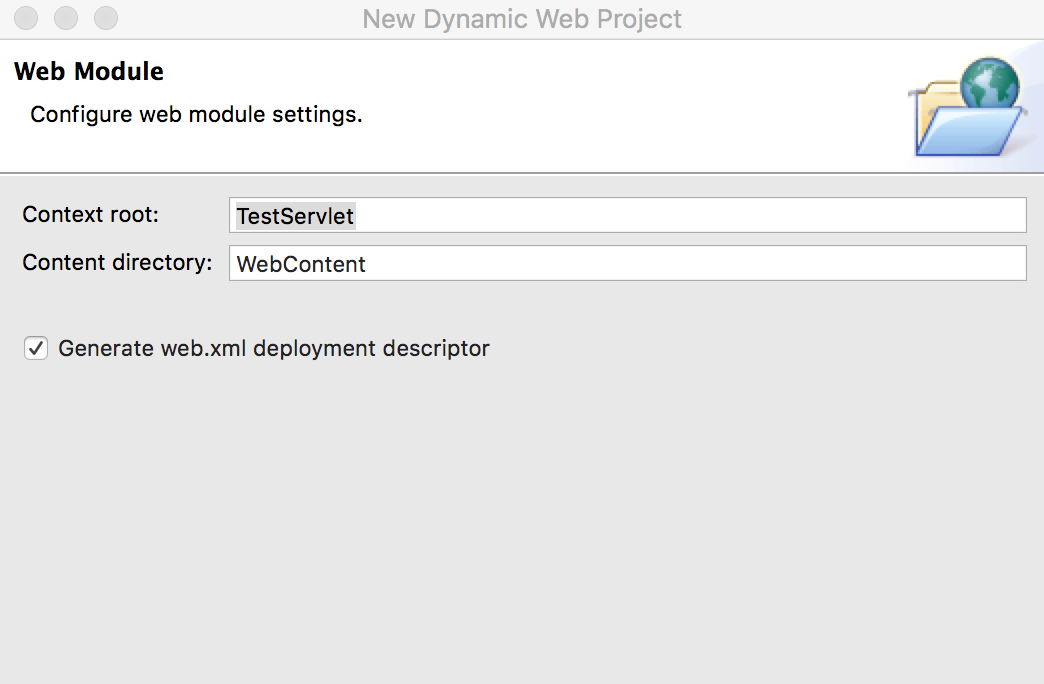 New Dynamic Web Project
Web Module
Configure web module settings.
Context root: TestServlet
Content directory: WebContent
Generate web.xml deployment descriptor